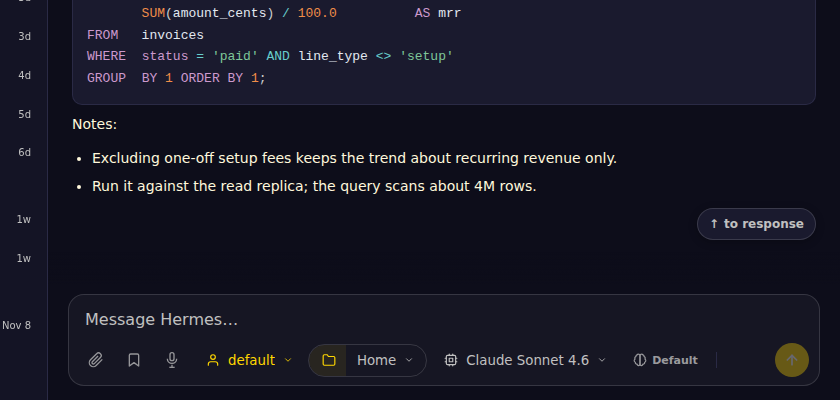 SUM(amount_cents) / 100.0 AS mrr
3d
FROM invoices
WHERE status = 'paid' AND line_type <> 'setup'
4d
GROUP BY 1 ORDER BY 1;
5d
Notes:
6d
• Excluding one-off setup fees keeps the trend about recurring revenue only.
• Run it against the read replica; the query scans about 4M rows.
1w
↑ to response
1w
Nov 8
Message Hermes...
default
Home
Claude Sonnet 4.6
Default